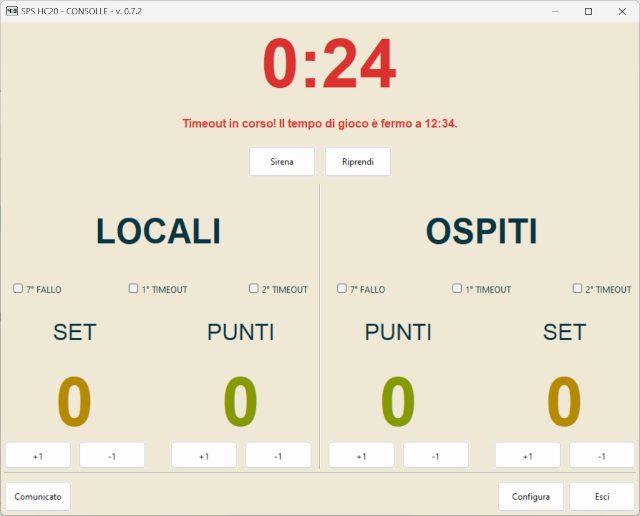 SPS HC20 - CONSOLLE - v. 0.7.2
0:24
Timeout in corso! Il tempo di gioco è fermo a 12:34.
Sirena Riprendi
LOCALI OSPITI
7° FALLO 1° TIMEOUT 2° TIMEOUT 7° FALLO 1° TIMEOUT 2° TIMEOUT
SET PUNTI PUNTI SET
0 0 0 0
+1 -1 +1 -1 +1 -1 +1 -1
Comunicato Configura Esci